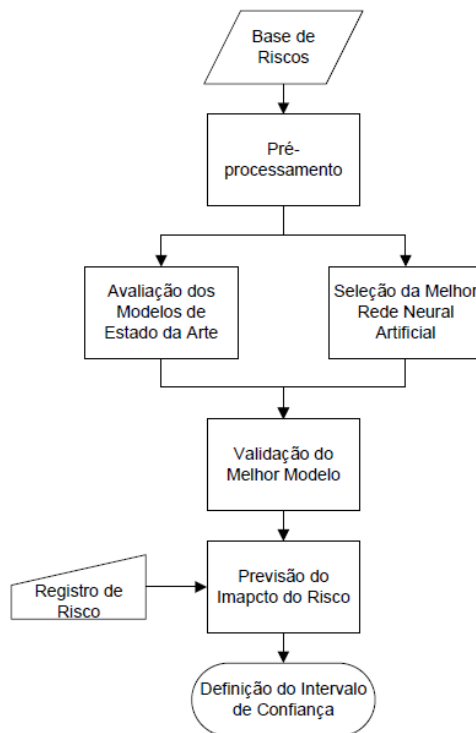 Base de
Riscos
Pré-
processamento
Avaliação dos
Modelos de
Estado da Arte
Seleção da Melhor
Rede Neural
Artificial
Validação do
Melhor Modelo
Registro de
Risco
Previsão do
Imapcto do Risco
Definição do Intervalo
de Confiança